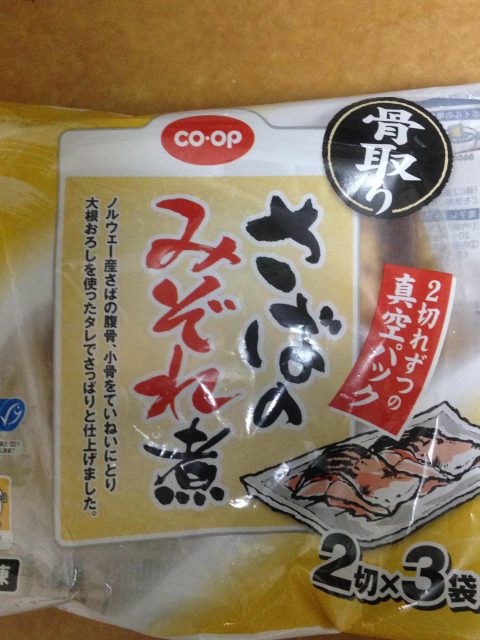 co·op
骨取り
さばの
みぞれ煮
ノルウェー産さばの腹骨、小骨をていねいにとり
大根おろしを使ったタレでさっぱりと仕上げました。
2切れずつの
真空パック
2切×3袋
凍